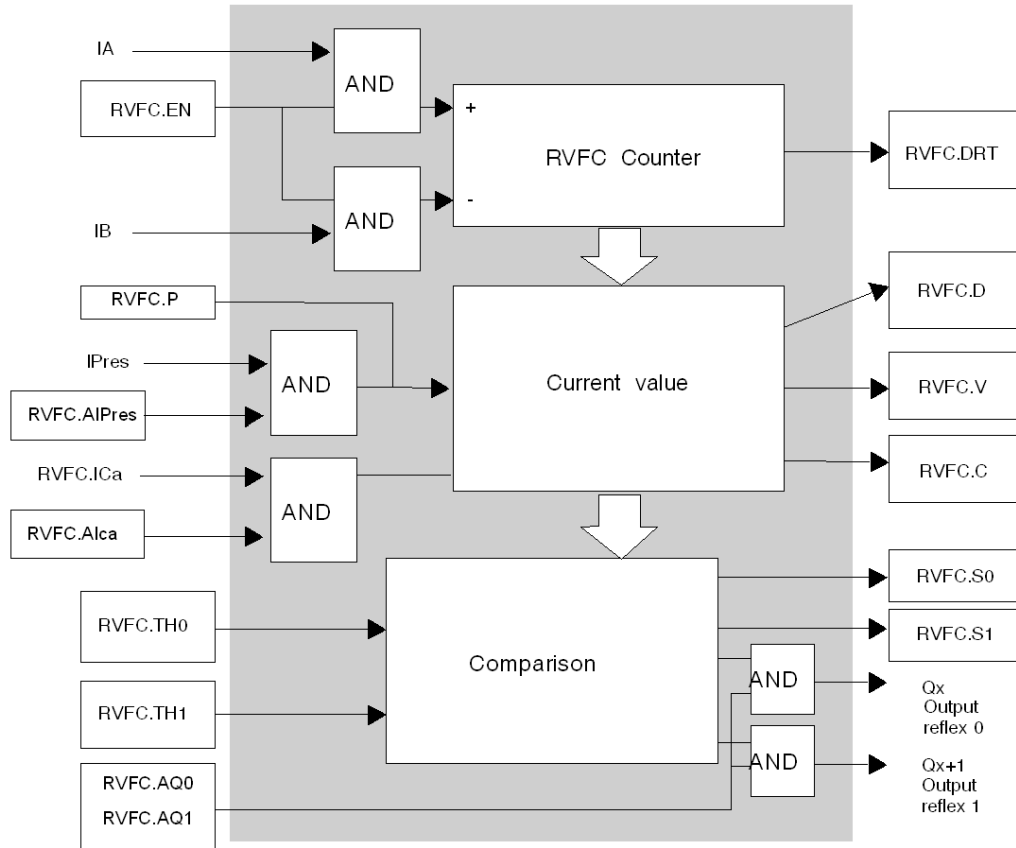 IA
RVFC.EN
IB
RVFC.P
IPres
RVFC.AIPres
RVFC.ICa
RVFC.AIca
RVFC.TH0
RVFC.TH1
RVFC.AQ0
RVFC.AQ1
AND
AND
AND
AND
+
-
RVFC Counter
Current value
Comparison
AND
AND
RVFC.DRT
RVFC.D
RVFC.V
RVFC.C
RVFC.S0
RVFC.S1
Qx
Output
reflex 0
Qx+1
Output
reflex 1